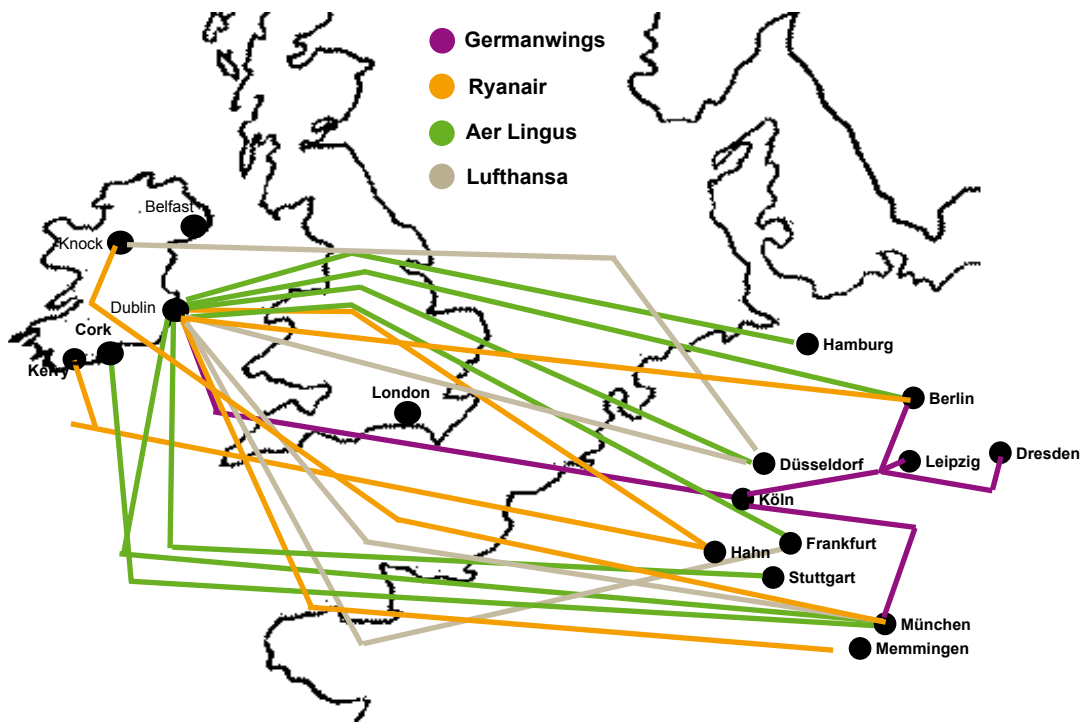 Germanwings
Ryanair
Aer Lingus
Lufthansa
Belfast
Knock
Dublin
Cork
Kerry
London
Hamburg
Berlin
Düsseldorf
Leipzig
Dresden
Köln
Hahn
Frankfurt
Stuttgart
München
Memmingen